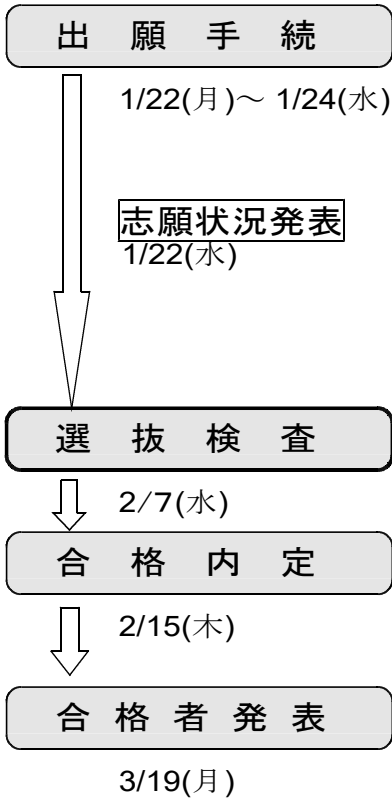 出願手続
1/22(月)～ 1/24(水)
志願状況発表
1/22(水)
選抜検査
2/7(水)
合格内定
2/15(木)
合格者発表
3/19(月)